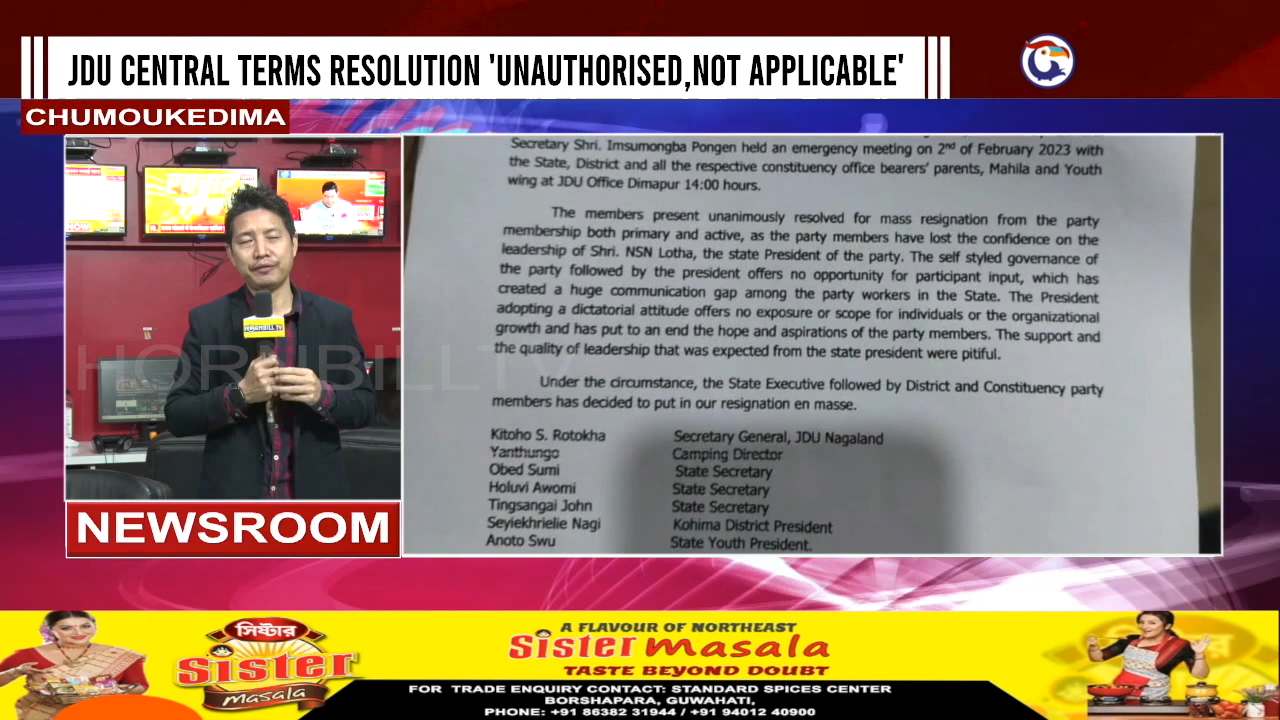 JDU CENTRAL TERMS RESOLUTION 'UNAUTHORISED,NOT APPLICABLE'
CHUMOUKEDIMA
Secretary Shri. Imsumongba Pongen held an emergency meeting on 2nd of February 2023 with
the State, District and all the respective constituency office bearers' parents, Mahila and Youth
wing at JDU Office Dimapur 14:00 hours.
The members present unanimously resolved for mass resignation from the party
membership both primary and active, as the party members have lost the confidence on the
leadership of Shri. NSN Lotha, the state President of the party. The self styled governance of
the party followed by the president offers no opportunity for participant input, which has
created a huge communication gap among the party workers in the State. The President
adopting a dictatorial attitude offers no exposure or scope for individuals or the organizational
growth and has put to an end the hope and aspirations of the party members. The support and
the quality of leadership that was expected from the state president were pitiful.
Under the circumstance, the State Executive followed by District and Constituency party
members has decided to put in our resignation en masse.
Kitoho S. Rotokha Secretary General, JDU Nagaland
Yanthungo Camping Director
Obed Sumi State Secretary
Holuvi Awomi State Secretary
Tingsangai John State Secretary
Seyiekhrielie Nagi Kohima District President
Anoto Swu State Youth President.
HORNBILL TV
HORNBILL TV
NEWSROOM
সিষ্টাৰ
Sister
masala
A FLAVOUR OF NORTHEAST
Sister masala
TASTE BEYOND DOUBT
FOR TRADE ENQUIRY CONTACT: STANDARD SPICES CENTER
BORSHAPARA, GUWAHATI,
PHONE: +91 86382 31944 / +91 94012 40900